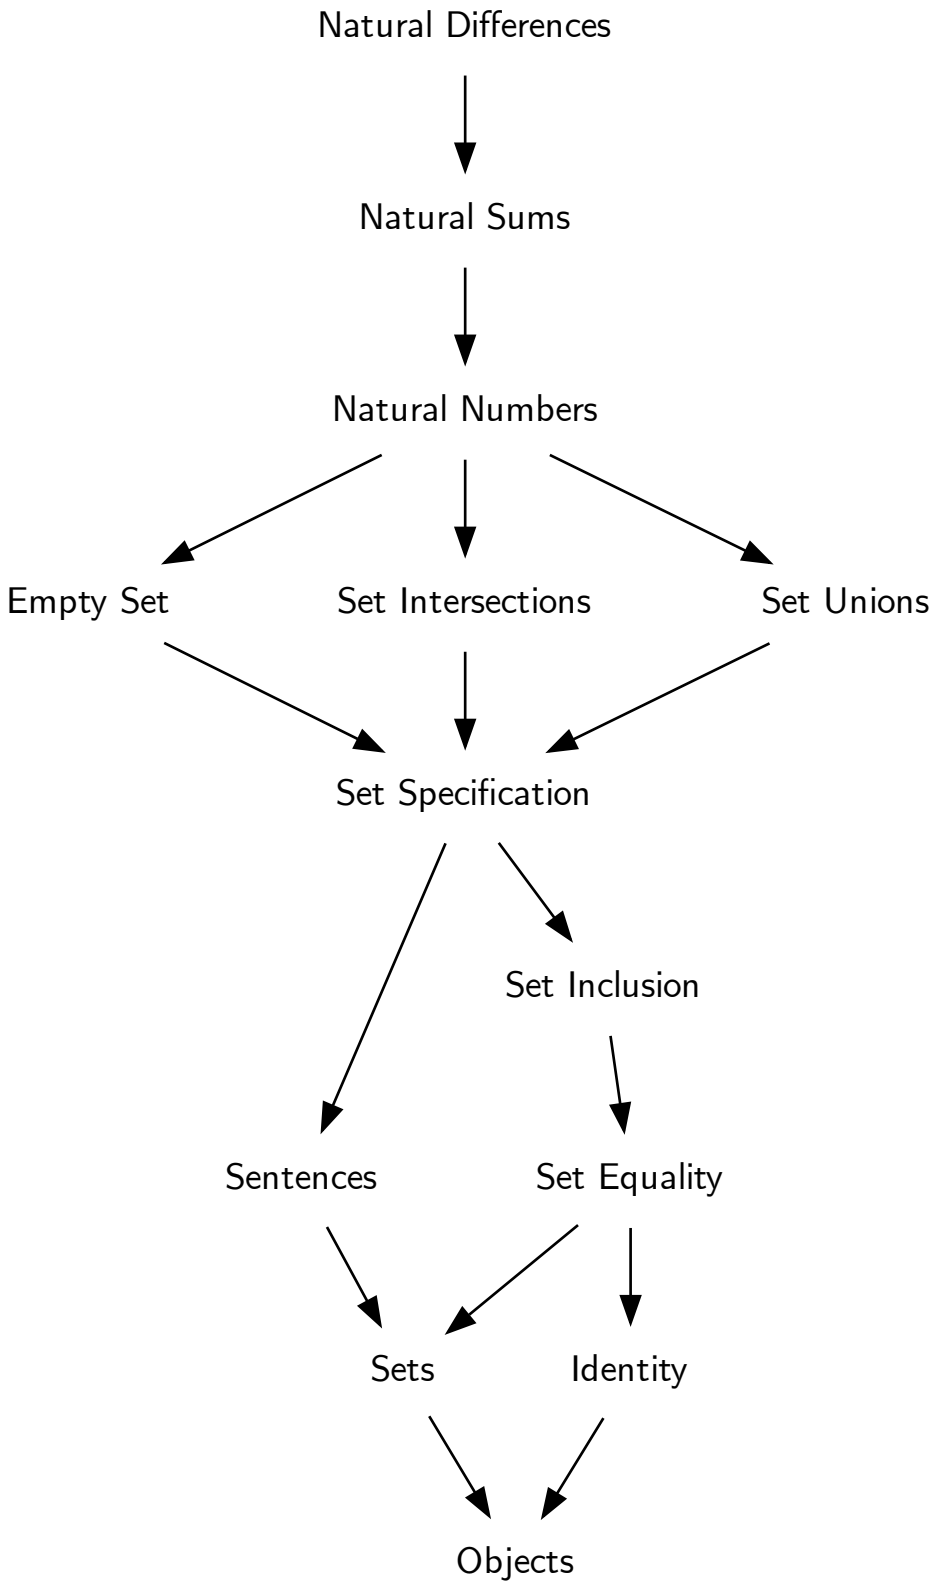 Natural Differences
Natural Sums
Natural Numbers
Empty Set
Set Intersections
Set Unions
Set Specification
Set Inclusion
Sentences
Set Equality
Sets
Identity
Objects